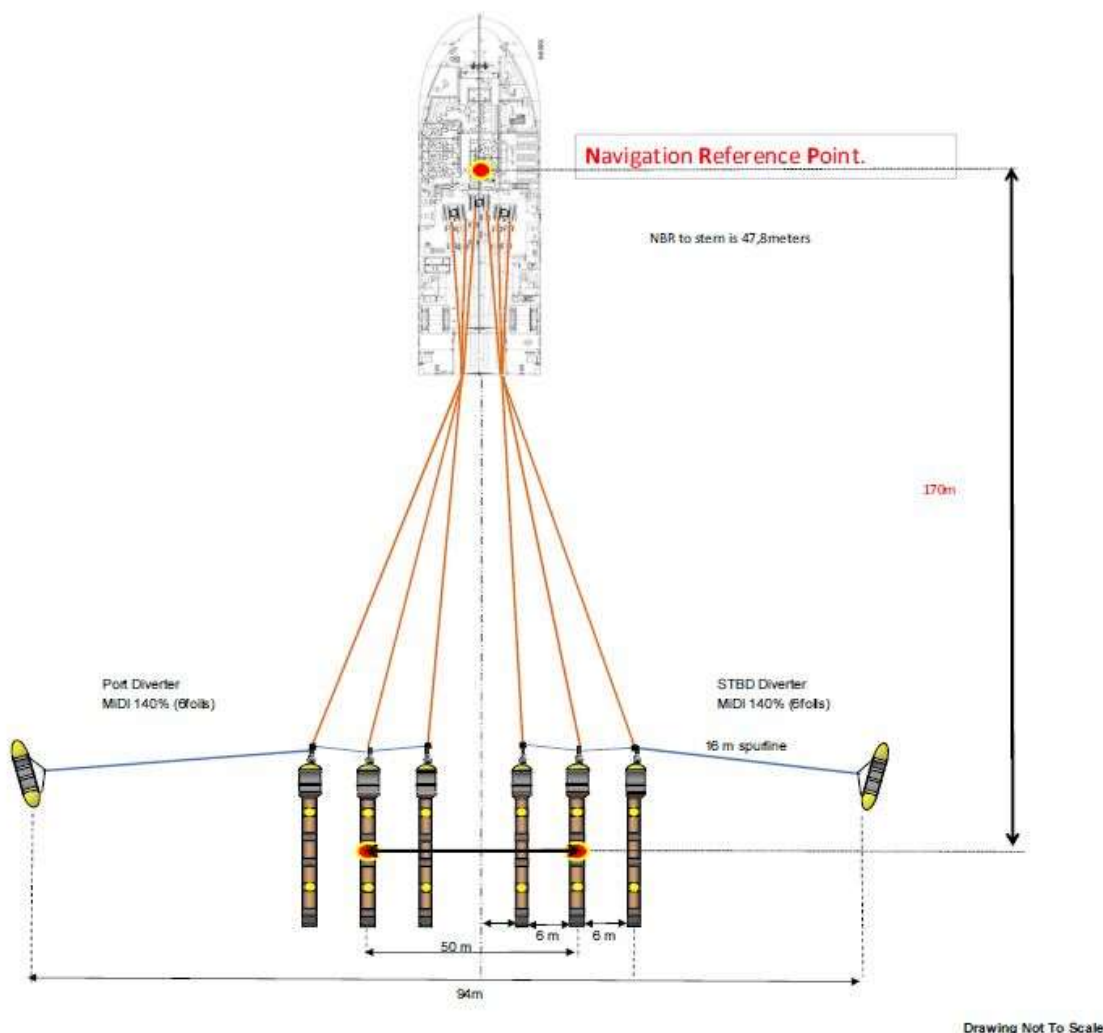 Navigation Reference Point.
NBR to stern is 47,8meters
170m
Port Diverter
MiDI 140% (6foils)
STBD Diverter
MiDI 140% (6foils)
16 m spurline
6 m
6 m
50 m
94m
Drawing Not To Scale